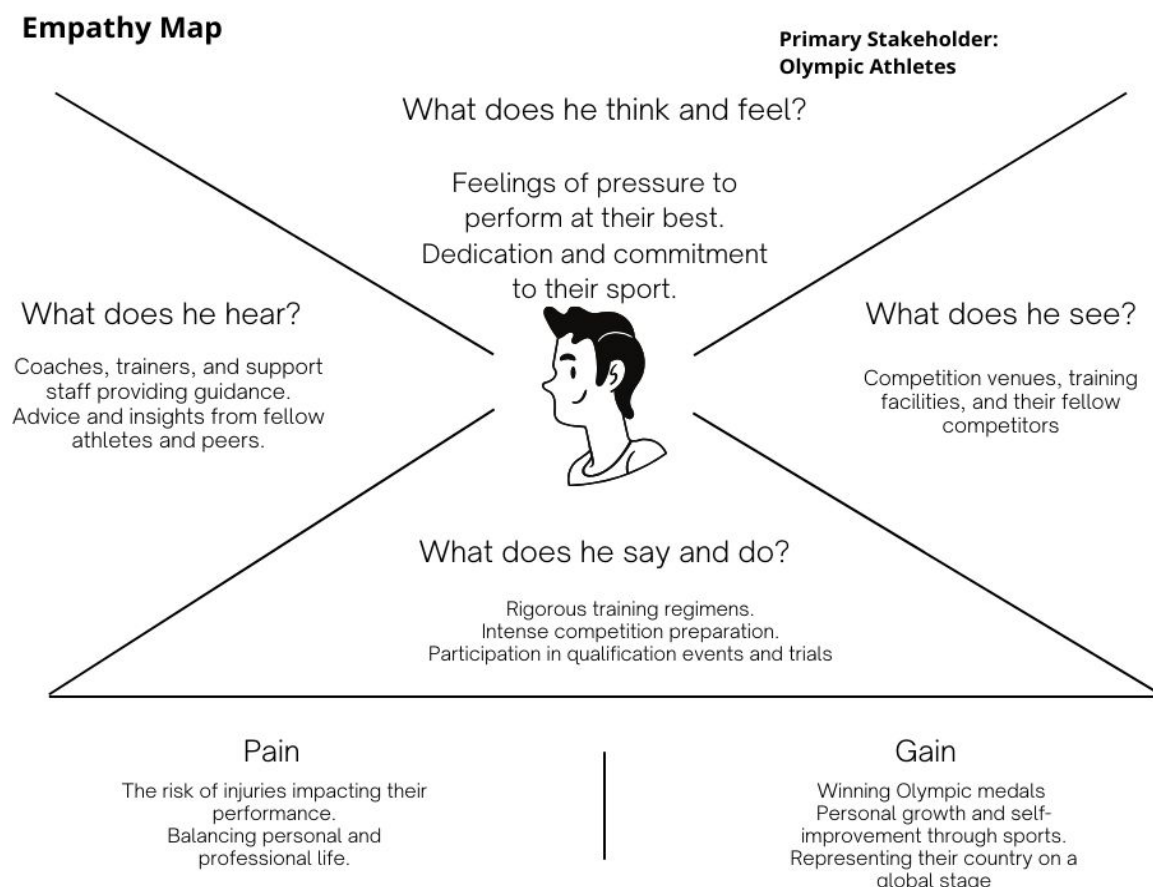 Empathy Map
Primary Stakeholder:
Olympic Athletes
What does he think and feel?
Feelings of pressure to
perform at their best.
Dedication and commitment
to their sport.
What does he hear?
Coaches, trainers, and support
staff providing guidance.
Advice and insights from fellow
athletes and peers.
What does he see?
Competition venues, training
facilities, and their fellow
competitors
What does he say and do?
Rigorous training regimens.
Intense competition preparation.
Participation in qualification events and trials
Pain
The risk of injuries impacting their
performance.
Balancing personal and
professional life.
Gain
Winning Olympic medals
Personal growth and self-
improvement through sports.
Representing their country on a
global stage